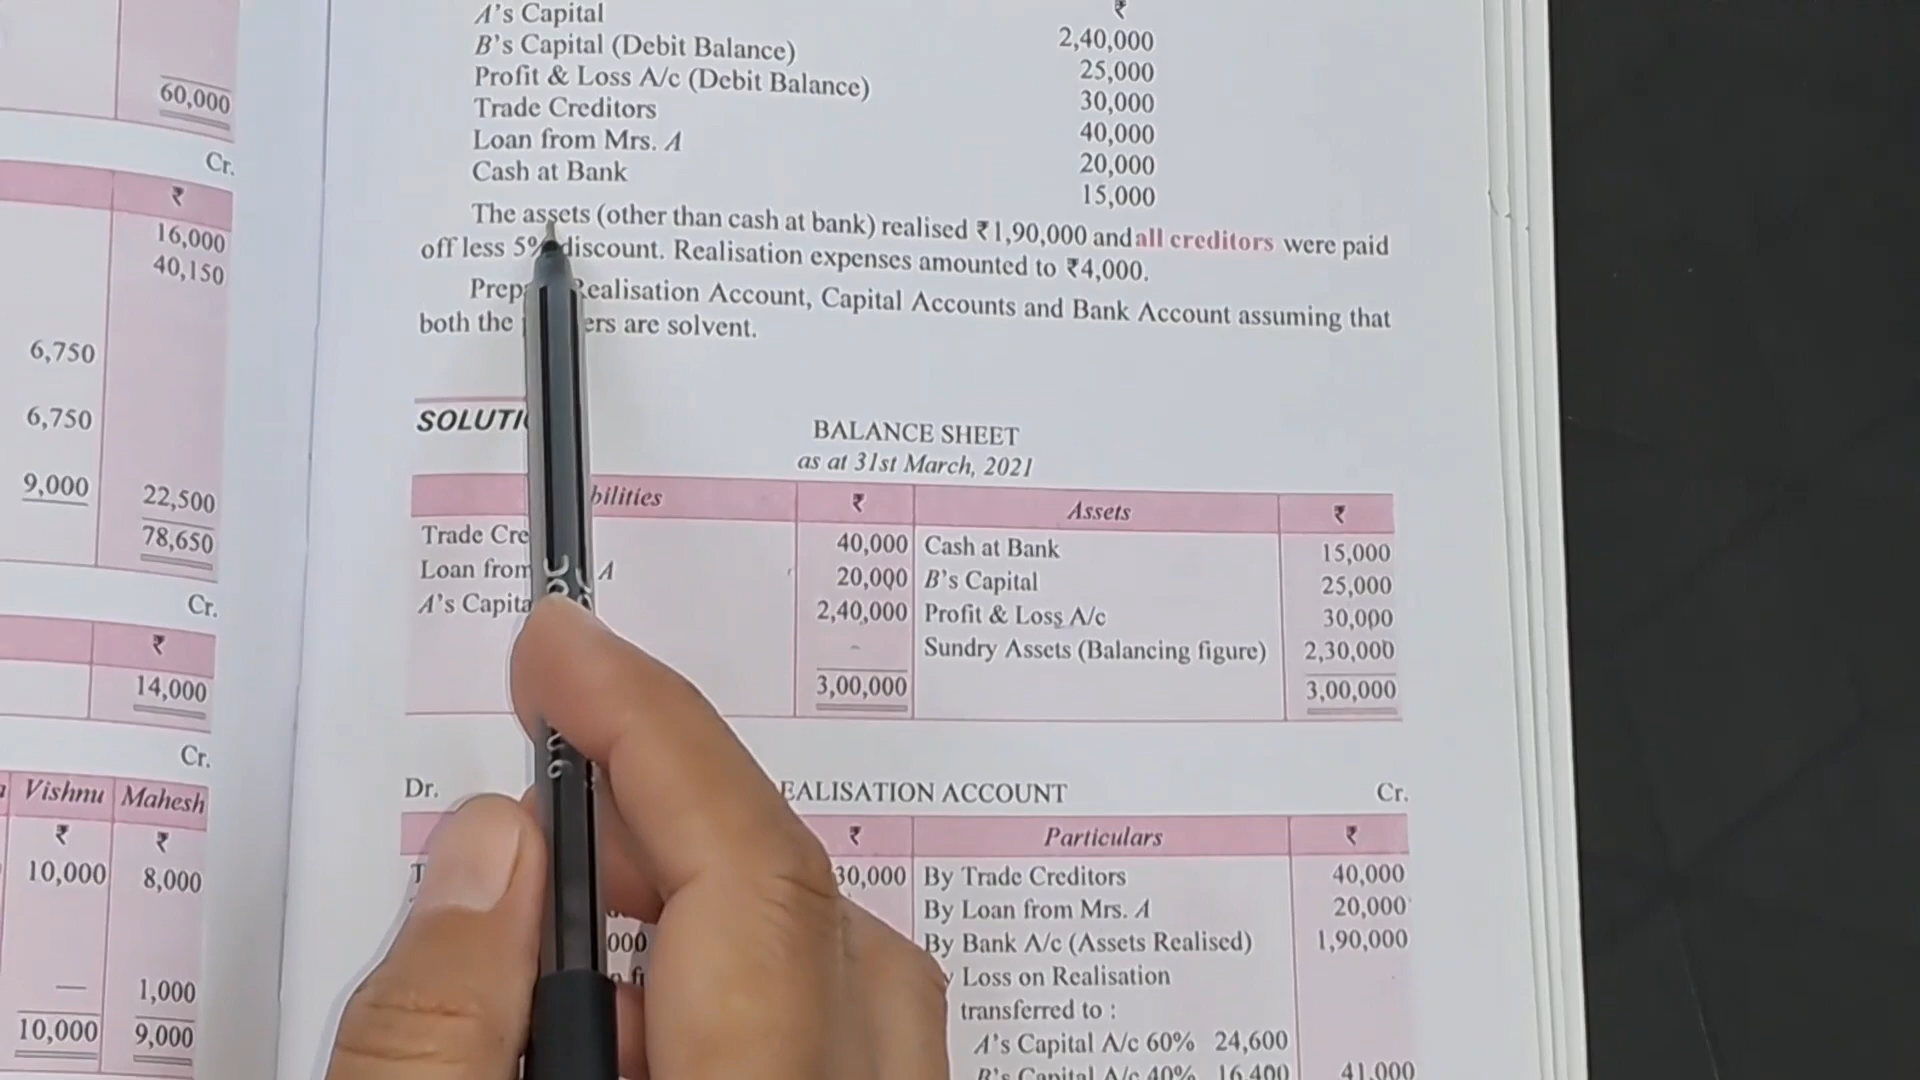 60,000
Cr.
₹
16,000
40,150
6,750
6,750
9,000 22,500
78,650
Cr.
₹
14,000
Cr.
Vishnu Mahesh
₹ ₹
10,000 8,000
— 1,000
10,000 9,000
₹
A's Capital 2,40,000
B's Capital (Debit Balance) 25,000
Profit & Loss A/c (Debit Balance) 30,000
Trade Creditors 40,000
Loan from Mrs. A 20,000
Cash at Bank 15,000
The assets (other than cash at bank) realised ₹1,90,000 and all creditors were paid
off less 5% discount. Realisation expenses amounted to ₹4,000.
Realisation Account, Capital Accounts and Bank Account assuming that
both the are solvent.
BALANCE SHEET
as at 31st March, 2021
₹ Assets ₹
Trade 40,000 Cash at Bank 15,000
Loan from A 20,000 B's Capital 25,000
A's 2,40,000 Profit & Loss A/c 30,000
Sundry Assets (Balancing figure) 2,30,000
3,00,000 3,00,000
Dr. ACCOUNT Cr.
₹ Particulars ₹
30,000 By Trade Creditors 40,000
By Loan from Mrs. A 20,000
000 By Bank A/c (Assets Realised) 1,90,000
Loss on Realisation
transferred to :
A's Capital A/c 60% 24,600
B's Capital A/c 40% 16,400 41,000